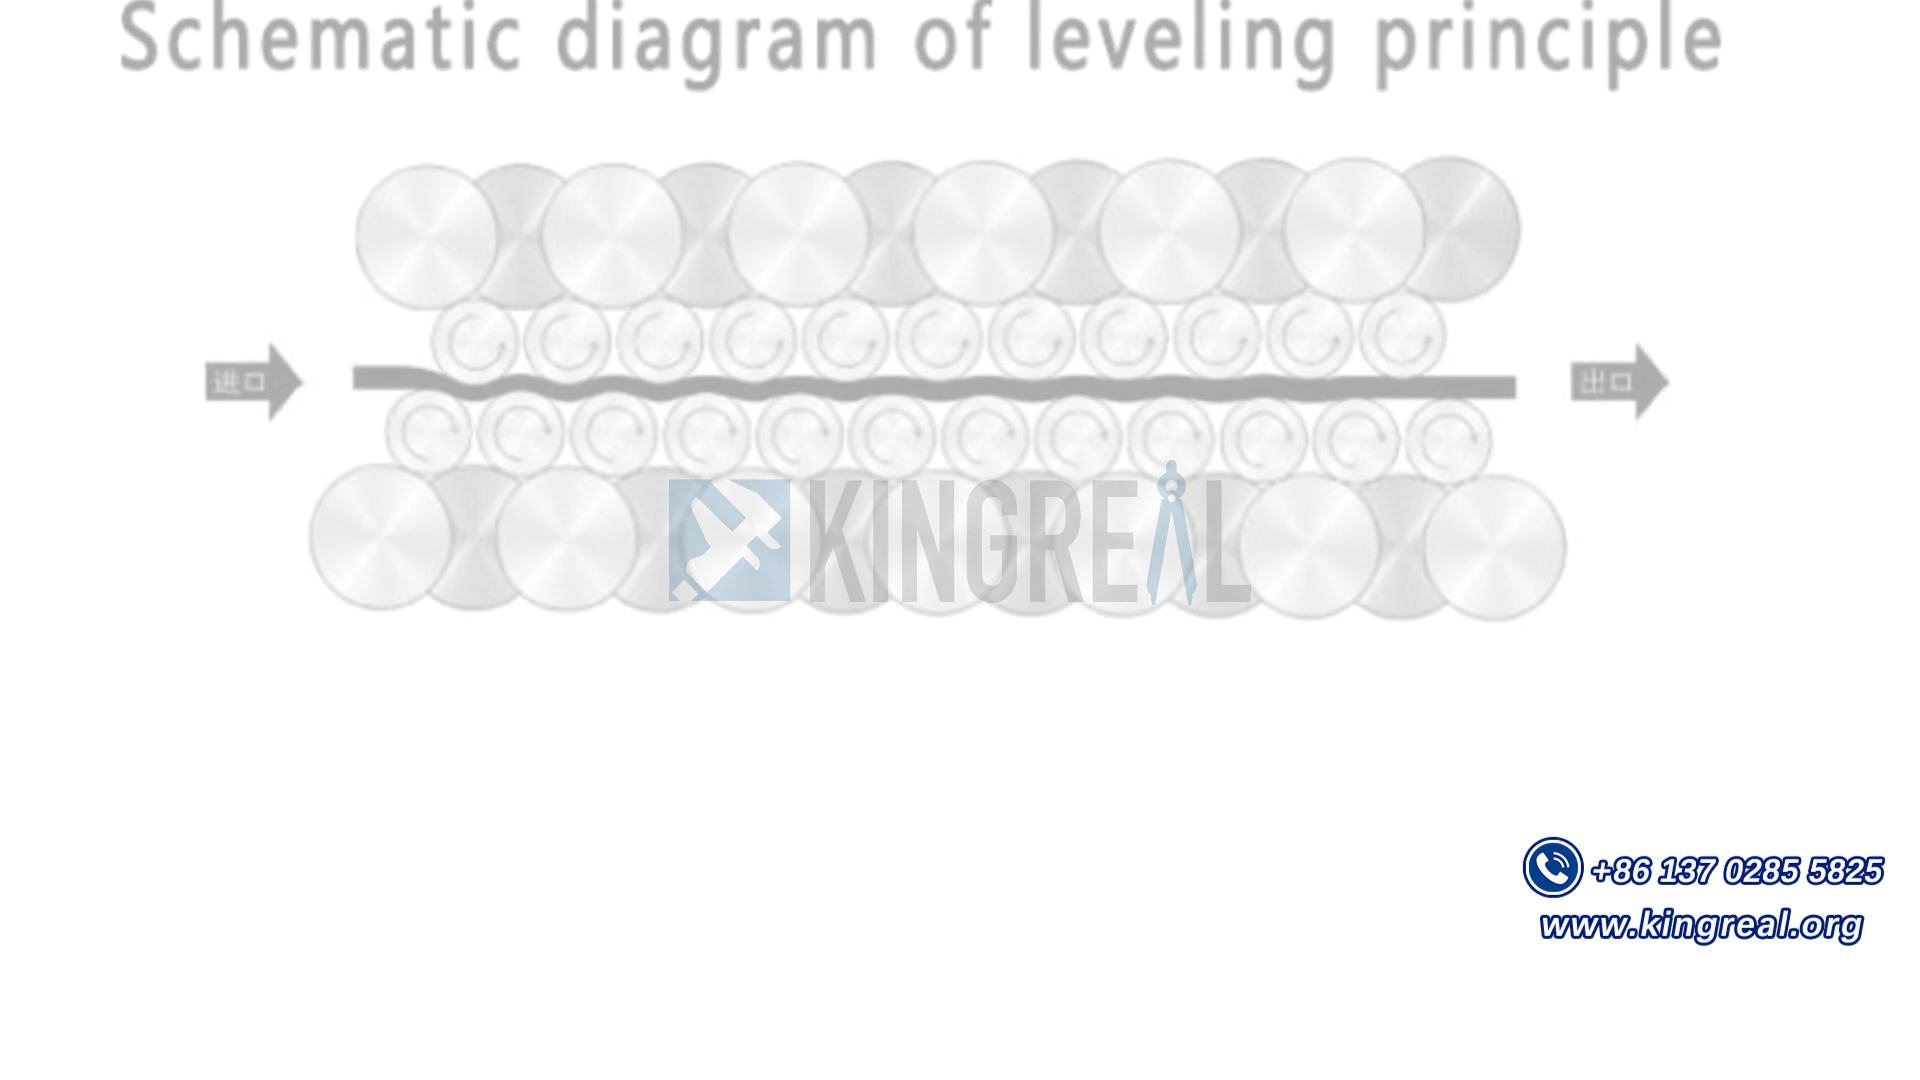 Schematic diagram of leveling principle
进口
出口
KINGREAL
+86 137 0285 5825
www.kingreal.org